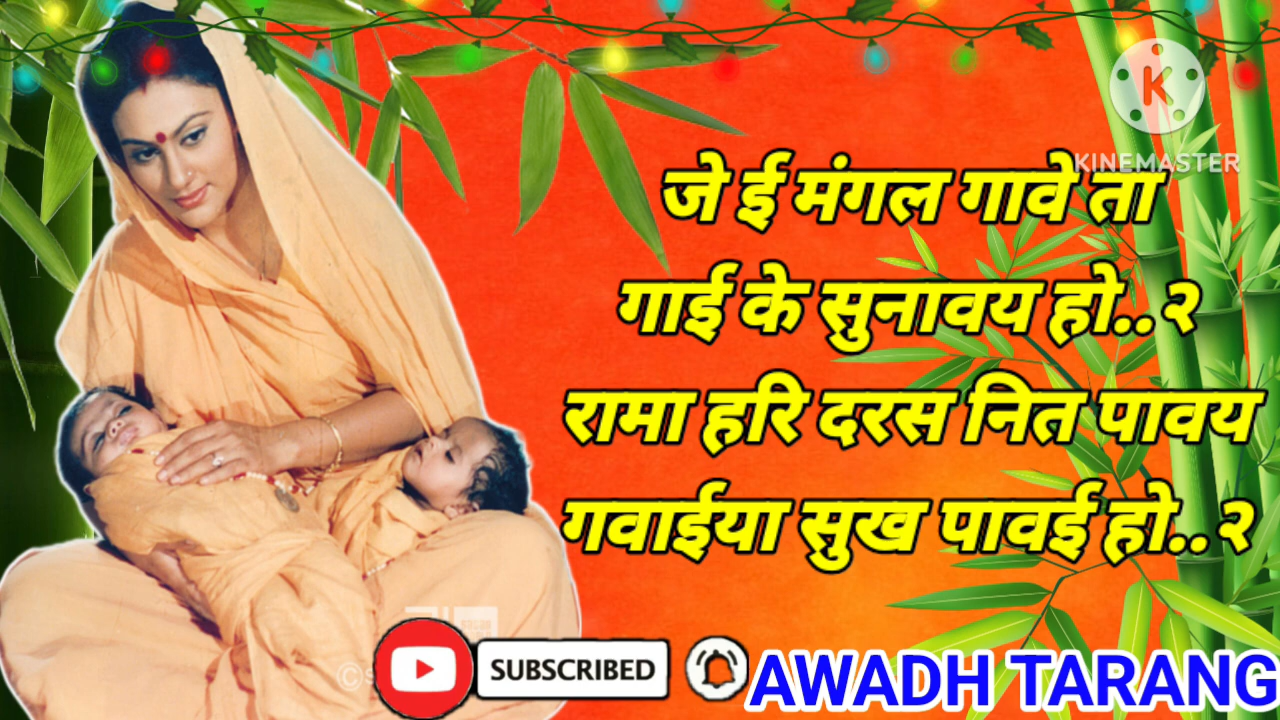 KINEMASTER
जे ई मंगल गावे ता
गाई के सुनावय हो..२
रामा हरि दरस नित पावय
गवाईया सुख पावई हो..२
SUBSCRIBED
AWADH TARANG